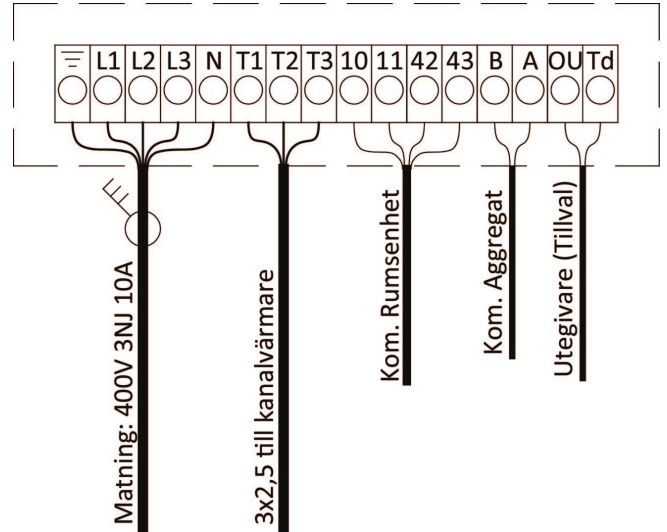 L1 L2 L3 N T1 T2 T3 10 11 42 43 B A OU Td
Matning: 400V 3NJ 10A
3x2,5 till kanalvärmare
Kom. Rumsenhet
Kom. Aggregat
Utegivare (Tillval)